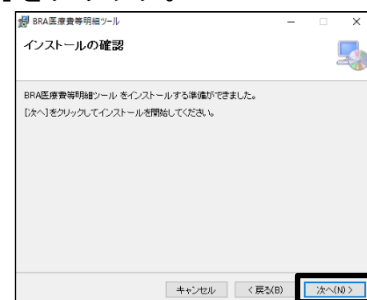 BRA医療費等明細ツール
インストールの確認
BRA医療費等明細ツール をインストールする準備ができました。
[次へ]をクリックしてインストールを開始してください。
キャンセル
< 戻る(B)
次へ(N) >